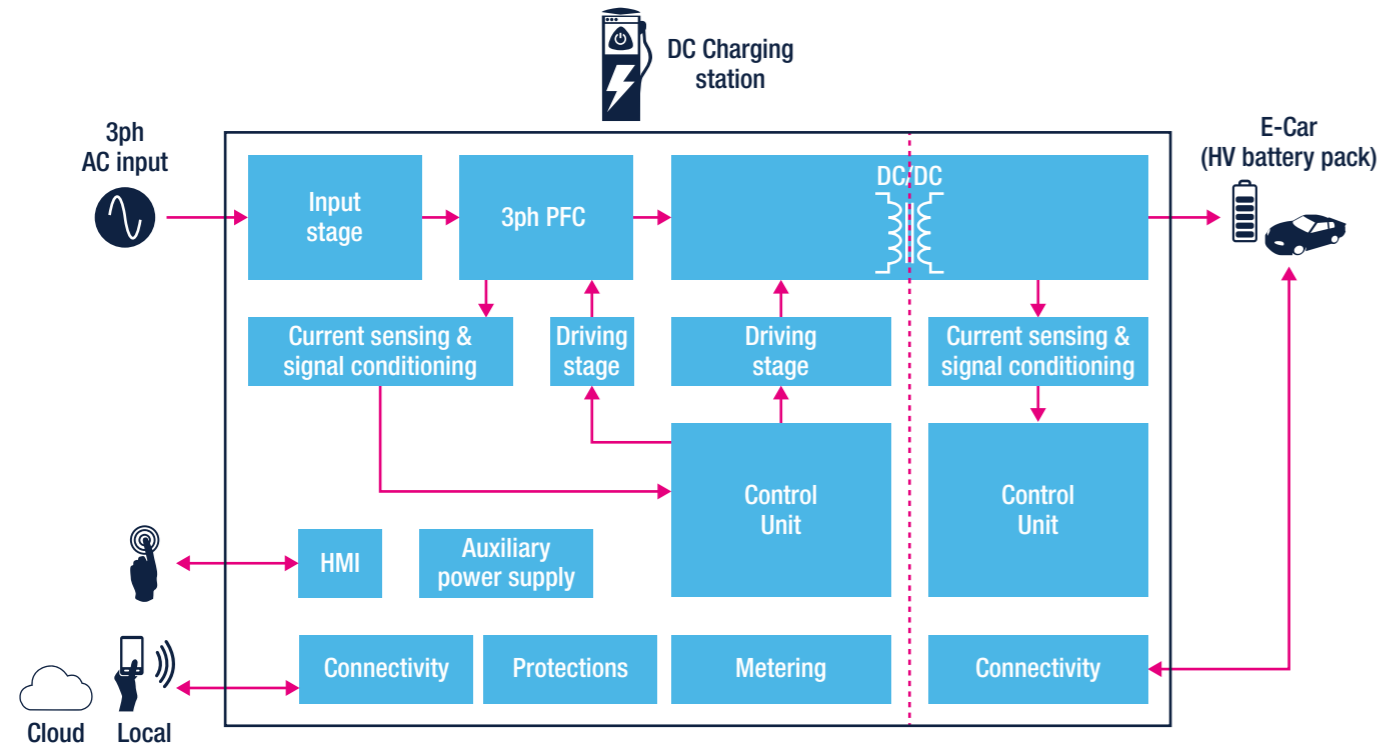 DC Charging
station
3ph
AC input
E-Car
(HV battery pack)
Input
stage
3ph PFC
DC/DC
Current sensing &
signal conditioning
Driving
stage
Driving
stage
Current sensing &
signal conditioning
Control
Unit
Control
Unit
HMI
Auxiliary
power supply
Connectivity
Protections
Metering
Connectivity
Cloud
Local